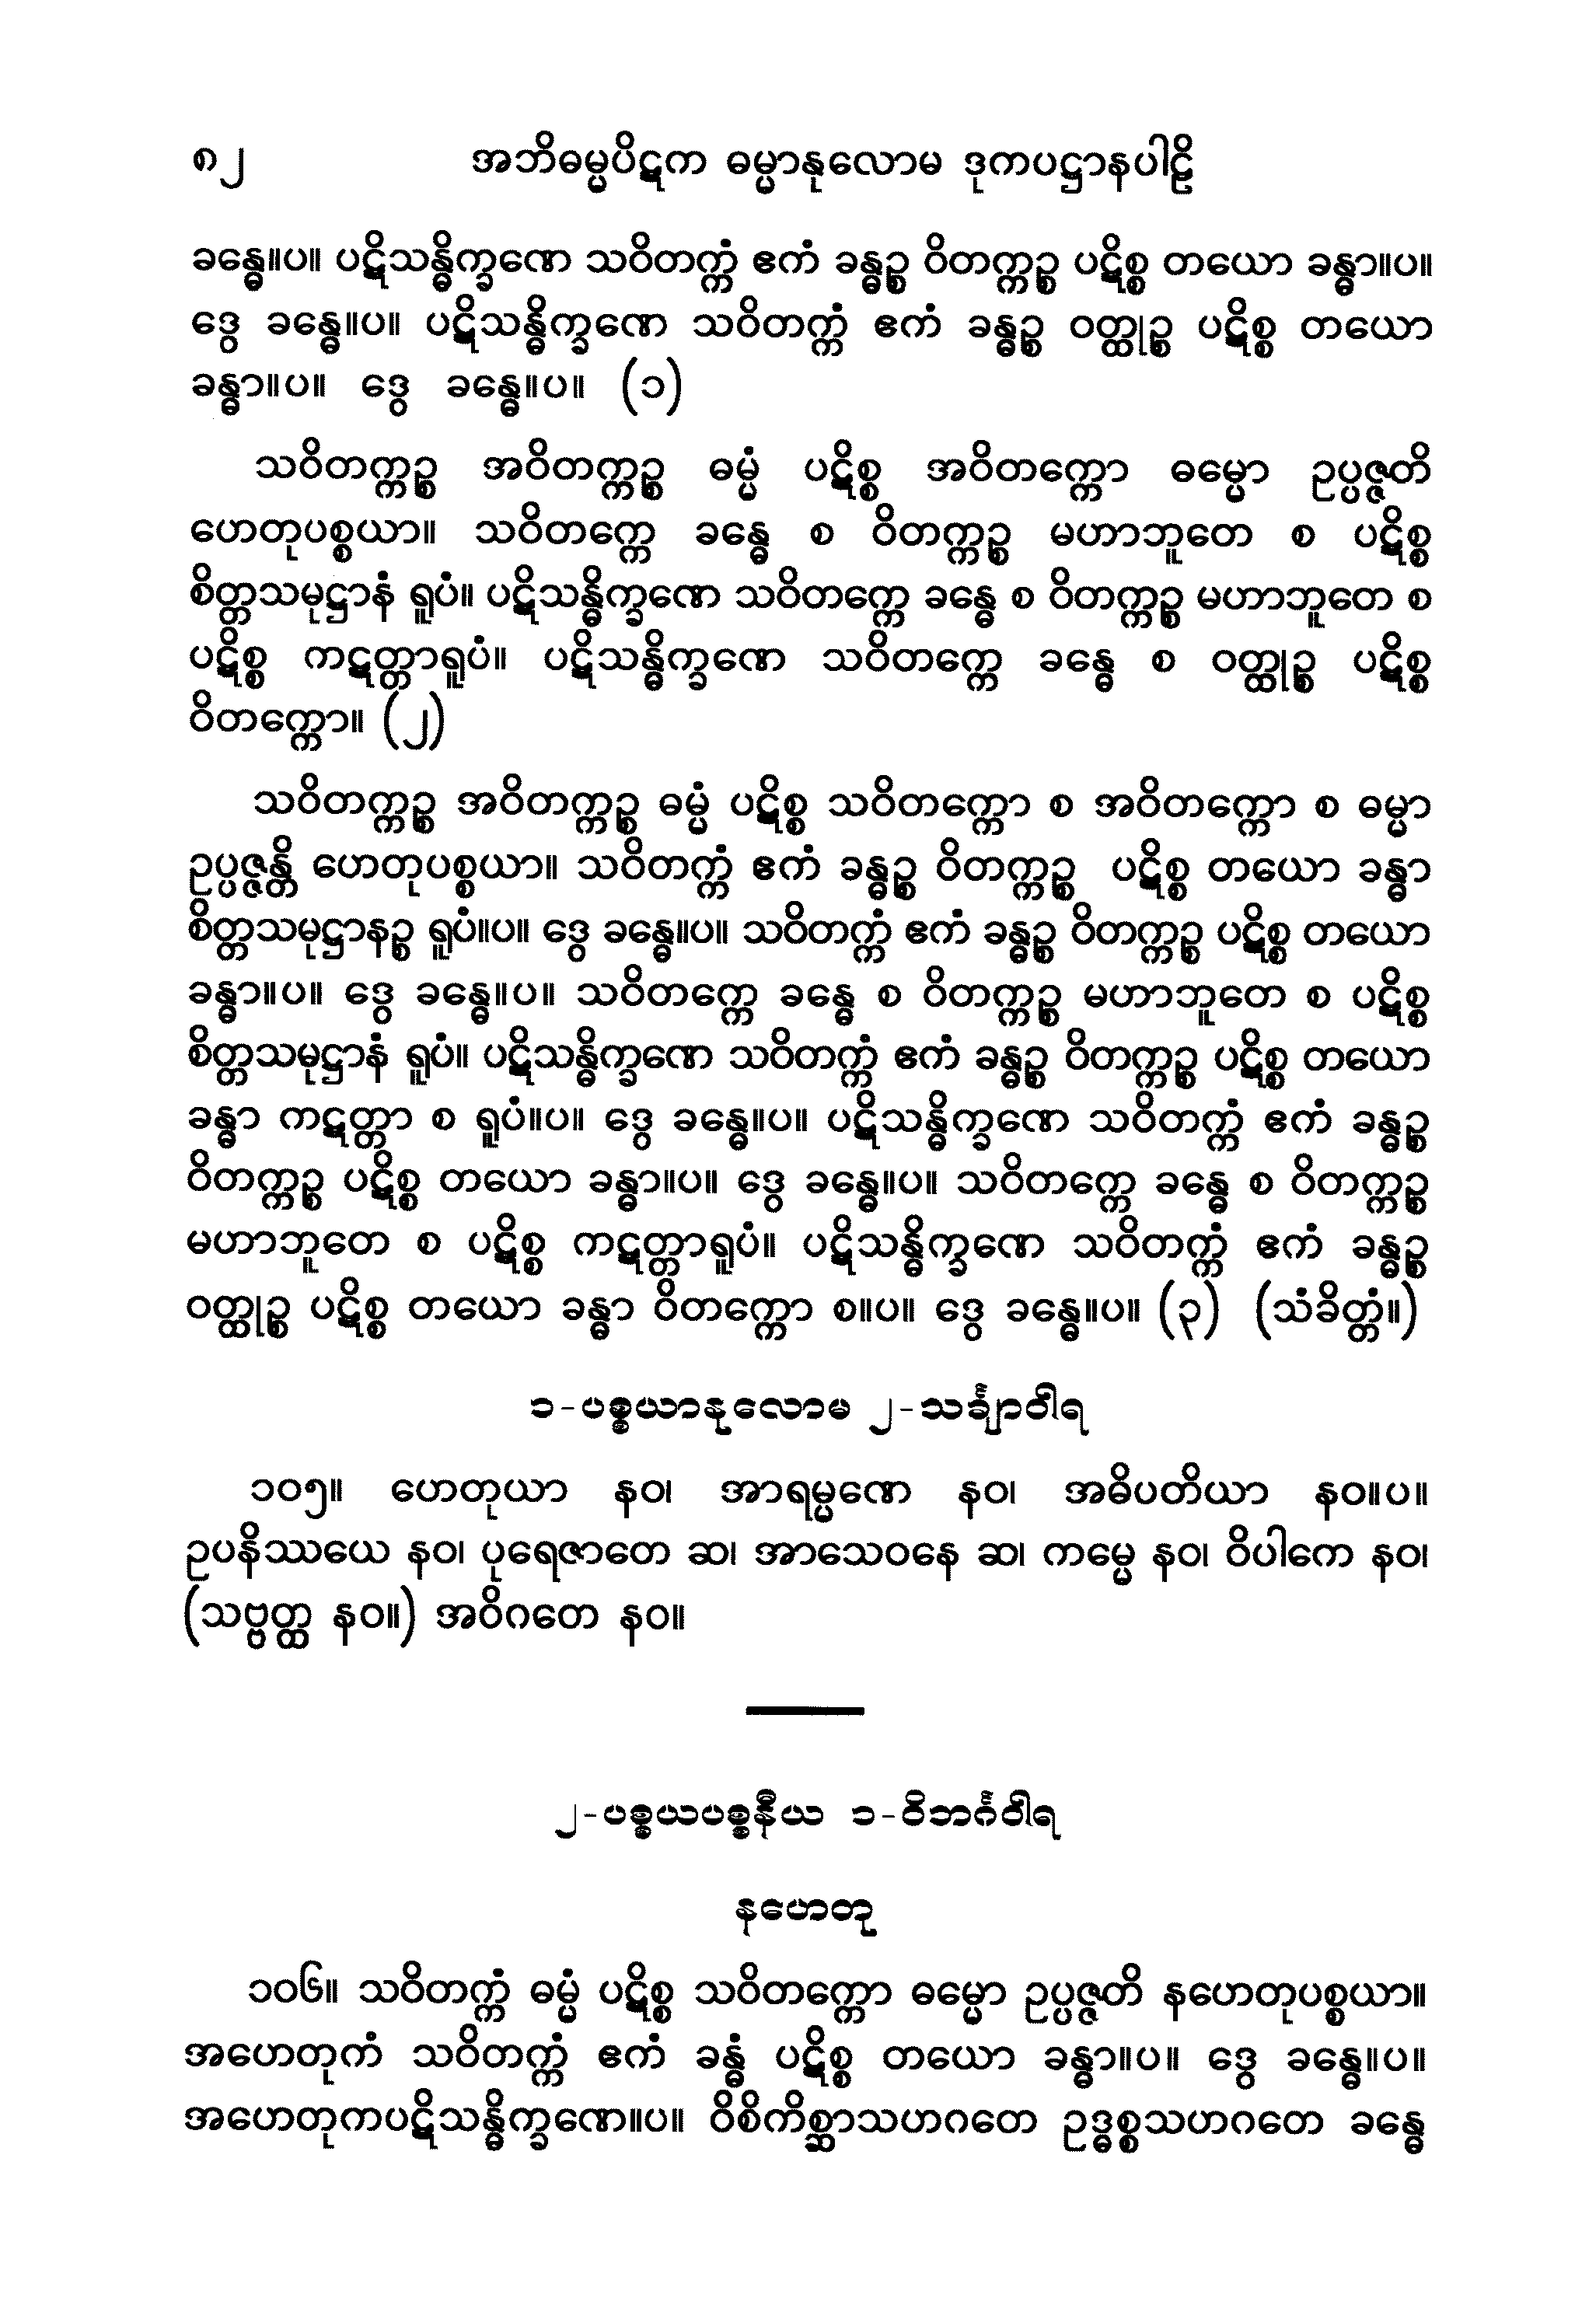 ၈၂ အဘိဓမ္မပိဋက ဓမ္မာနုလောမ ဒုကပဋ္ဌာနပါဠိ
ခန္ဓေ။ပ။ ပဋိသန္ဓိက္ခဏေ သဝိတက္ကံ ဧကံ ခန္ဓဉ္စ ဝိတက္ကဉ္စ ပဋိစ္စ တယော ခန္ဓာ။ပ။
ဒွေ ခန္ဓေ။ပ။ ပဋိသန္ဓိက္ခဏေ သဝိတက္ကံ ဧကံ ခန္ဓဉ္စ ဝတ္ထုဉ္စ ပဋိစ္စ တယော
ခန္ဓာ။ပ။ ဒွေ ခန္ဓေ။ပ။ (၁)
သဝိတက္ကဉ္စ အဝိတက္ကဉ္စ ဓမ္မံ ပဋိစ္စ အဝိတက္ကော ဓမ္မော ဥပ္ပဇ္ဇတိ
ဟေတုပစ္စယာ။ သဝိတက္ကေ ခန္ဓေ စ ဝိတက္ကဉ္စ မဟာဘူတေ စ ပဋိစ္စ
စိတ္တသမုဋ္ဌာနံ ရူပံ။ ပဋိသန္ဓိက္ခဏေ သဝိတက္ကေ ခန္ဓေ စ ဝိတက္ကဉ္စ မဟာဘူတေ စ
ပဋိစ္စ ကဋတ္တာရူပံ။ ပဋိသန္ဓိက္ခဏေ သဝိတက္ကေ ခန္ဓေ စ ဝတ္ထုဉ္စ ပဋိစ္စ
ဝိတက္ကော။ (၂)
သဝိတက္ကဉ္စ အဝိတက္ကဉ္စ ဓမ္မံ ပဋိစ္စ သဝိတက္ကော စ အဝိတက္ကော စ ဓမ္မာ
ဥပ္ပဇ္ဇန္တိ ဟေတုပစ္စယာ။ သဝိတက္ကံ ဧကံ ခန္ဓဉ္စ ဝိတက္ကဉ္စ ပဋိစ္စ တယော ခန္ဓာ
စိတ္တသမုဋ္ဌာနဉ္စ ရူပံ။ပ။ ဒွေ ခန္ဓေ။ပ။ သဝိတက္ကံ ဧကံ ခန္ဓဉ္စ ဝိတက္ကဉ္စ ပဋိစ္စ တယော
ခန္ဓာ။ပ။ ဒွေ ခန္ဓေ။ပ။ သဝိတက္ကေ ခန္ဓေ စ ဝိတက္ကဉ္စ မဟာဘူတေ စ ပဋိစ္စ
စိတ္တသမုဋ္ဌာနံ ရူပံ။ ပဋိသန္ဓိက္ခဏေ သဝိတက္ကံ ဧကံ ခန္ဓဉ္စ ဝိတက္ကဉ္စ ပဋိစ္စ တယော
ခန္ဓာ ကဋတ္တာ စ ရူပံ။ပ။ ဒွေ ခန္ဓေ။ပ။ ပဋိသန္ဓိက္ခဏေ သဝိတက္ကံ ဧကံ ခန္ဓဉ္စ
ဝိတက္ကဉ္စ ပဋိစ္စ တယော ခန္ဓာ။ပ။ ဒွေ ခန္ဓေ။ပ။ သဝိတက္ကေ ခန္ဓေ စ ဝိတက္ကဉ္စ
မဟာဘူတေ စ ပဋိစ္စ ကဋတ္တာရူပံ။ ပဋိသန္ဓိက္ခဏေ သဝိတက္ကံ ဧကံ ခန္ဓဉ္စ
ဝတ္ထုဉ္စ ပဋိစ္စ တယော ခန္ဓာ ဝိတက္ကော စ။ပ။ ဒွေ ခန္ဓေ။ပ။ (၃) (သံခိတ္တံ။)
၁-ပစ္စယာနုလောမ ၂-သင်္ချာဝါရ
၁၀၅။ ဟေတုယာ နဝ၊ အာရမ္မဏေ နဝ၊ အဓိပတိယာ နဝ။ပ။
ဥပနိဿယေ နဝ၊ ပုရေဇာတေ ဆ၊ အာသေဝနေ ဆ၊ ကမ္မေ နဝ၊ ဝိပါကေ နဝ၊
(သဗ္ဗတ္ထ နဝ။) အဝိဂတေ နဝ။
၂-ပစ္စယပစ္စနီယ ၁-ဝိဘင်္ဂဝါရ
နဟေတု
၁၀၆။ သဝိတက္ကံ ဓမ္မံ ပဋိစ္စ သဝိတက္ကော ဓမ္မော ဥပ္ပဇ္ဇတိ နဟေတုပစ္စယာ။
အဟေတုကံ သဝိတက္ကံ ဧကံ ခန္ဓံ ပဋိစ္စ တယော ခန္ဓာ။ပ။ ဒွေ ခန္ဓေ။ပ။
အဟေတုကပဋိသန္ဓိက္ခဏေ။ပ။ ဝိစိကိစ္ဆာသဟဂတေ ဥဒ္ဓစ္စသဟဂတေ ခန္ဓေ